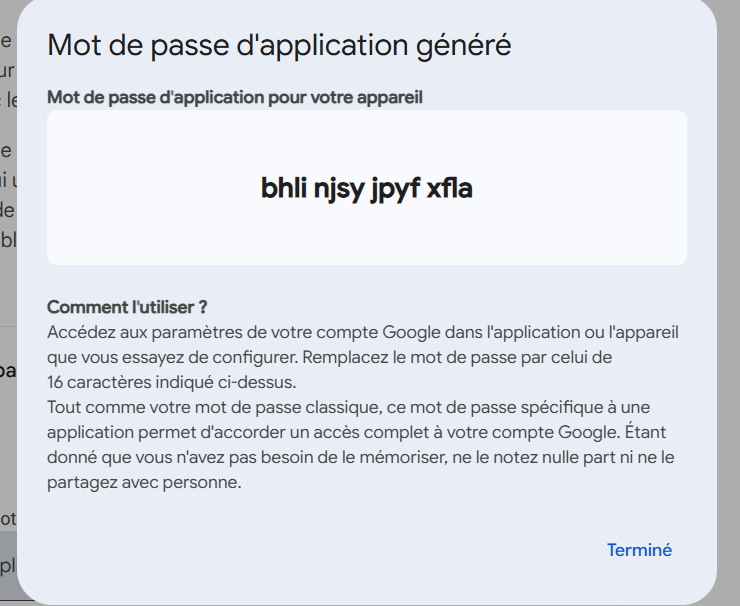 Mot de passe d'application généré
Mot de passe d'application pour votre appareil
bhli njsy jpyf xfla
Comment l'utiliser ?
Accédez aux paramètres de votre compte Google dans l'application ou l'appareil
que vous essayez de configurer. Remplacez le mot de passe par celui de
16 caractères indiqué ci-dessus.
Tout comme votre mot de passe classique, ce mot de passe spécifique à une
application permet d'accorder un accès complet à votre compte Google. Étant
donné que vous n'avez pas besoin de le mémoriser, ne le notez nulle part ni ne le
partagez avec personne.
Terminé